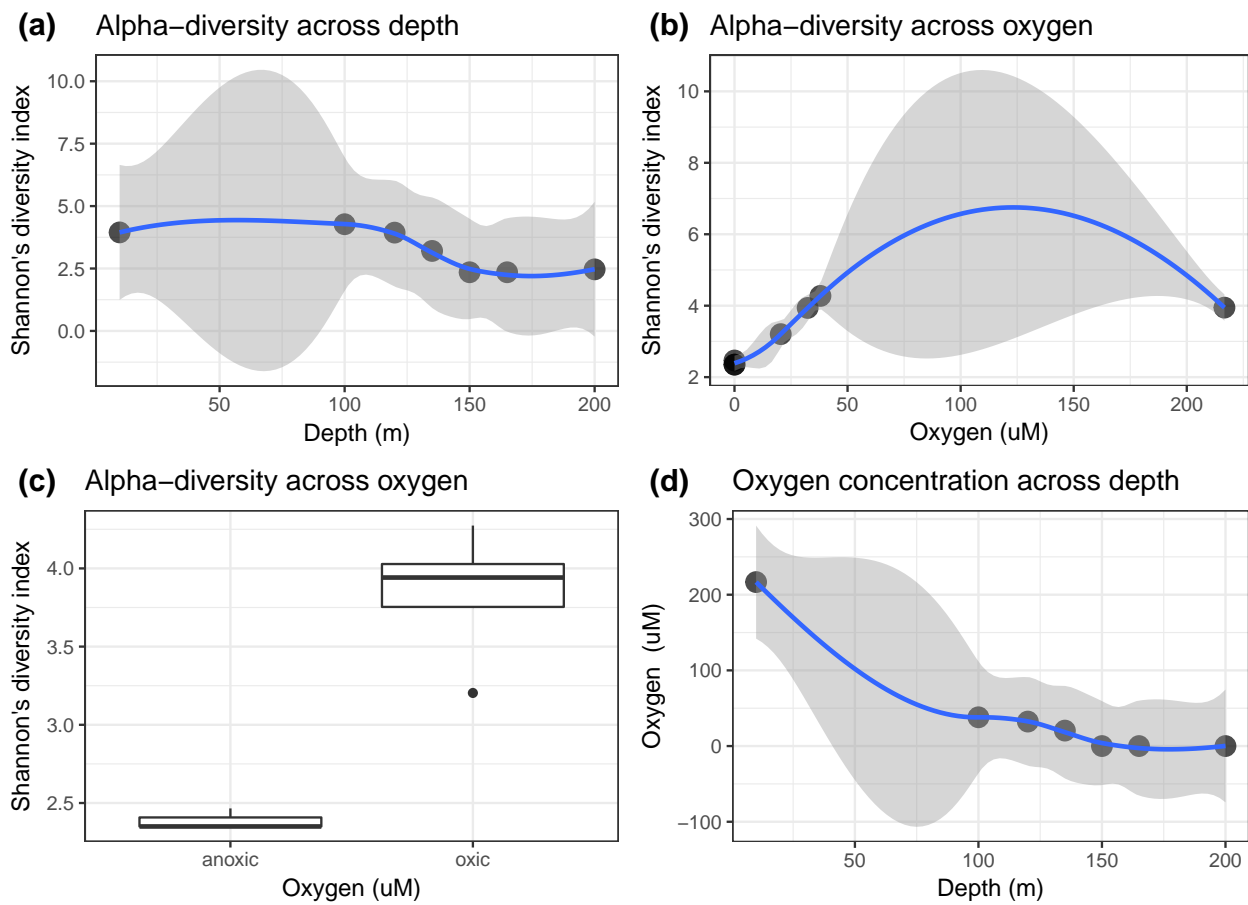 (a) Alpha−diversity across depth
Shannon's diversity index
10.0
7.5
5.0
2.5
0.0
50 100 150 200
Depth (m)
(b) Alpha−diversity across oxygen
Shannon's diversity index
10
8
6
4
2
0 50 100 150 200
Oxygen (uM)
(c) Alpha−diversity across oxygen
Shannon's diversity index
4.0
3.5
3.0
2.5
anoxic oxic
Oxygen (uM)
(d) Oxygen concentration across depth
Oxygen (uM)
300
200
100
0
−100
50 100 150 200
Depth (m)